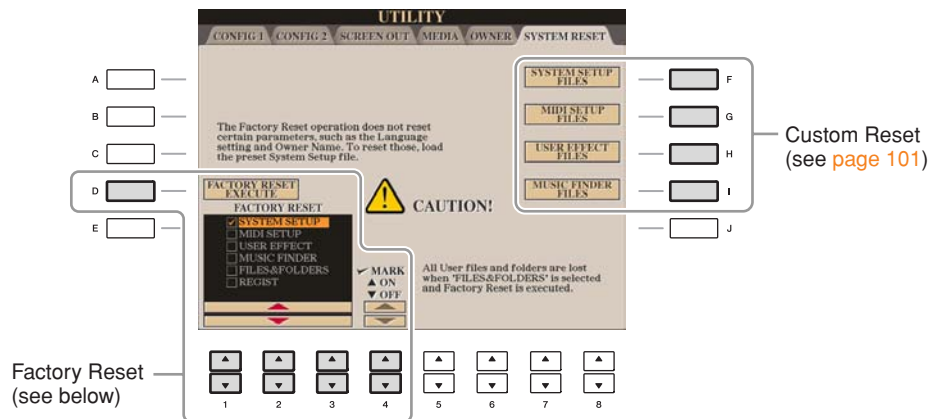 UTILITY
CONFIG 1 CONFIG 2 SCREEN OUT MEDIA OWNER SYSTEM RESET
A
B
C
D
E
SYSTEM SETUP
FILES
MIDI SETUP
FILES
USER EFFECT
FILES
MUSIC FINDER
FILES
F
G
H
I
J
Custom Reset
(see page 101)
The Factory Reset operation does not reset
certain parameters, such as the Language
setting and Owner Name. To reset those, load
the preset System Setup file.
FACTORY RESET
EXECUTE
FACTORY RESET
SYSTEM SETUP
MIDI SETUP
USER EFFECT
MUSIC FINDER
FILES&FOLDERS
REGIST
CAUTION!
MARK
▲ ON
▼ OFF
All User files and folders are lost
when "FILES&FOLDERS" is selected
and Factory Reset is executed.
Factory Reset
(see below)
1 2 3 4 5 6 7 8